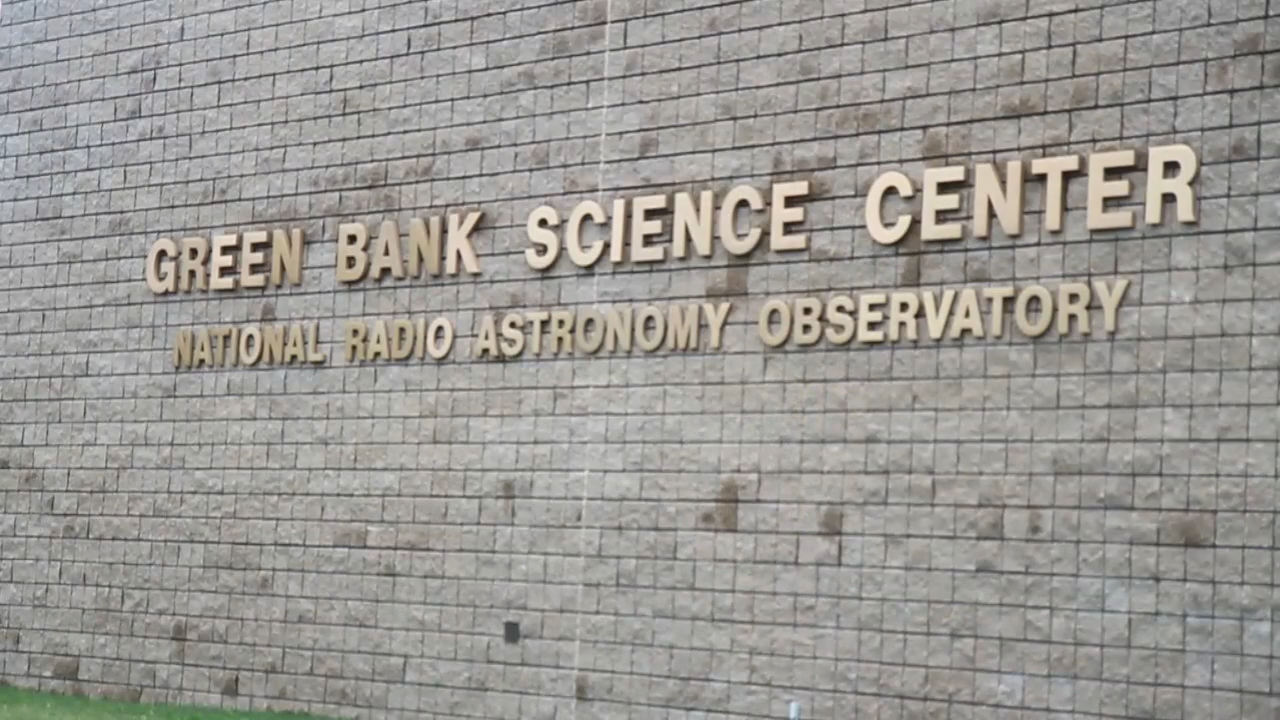 GREEN BANK SCIENCE CENTER
NATIONAL RADIO ASTRONOMY OBSERVATORY